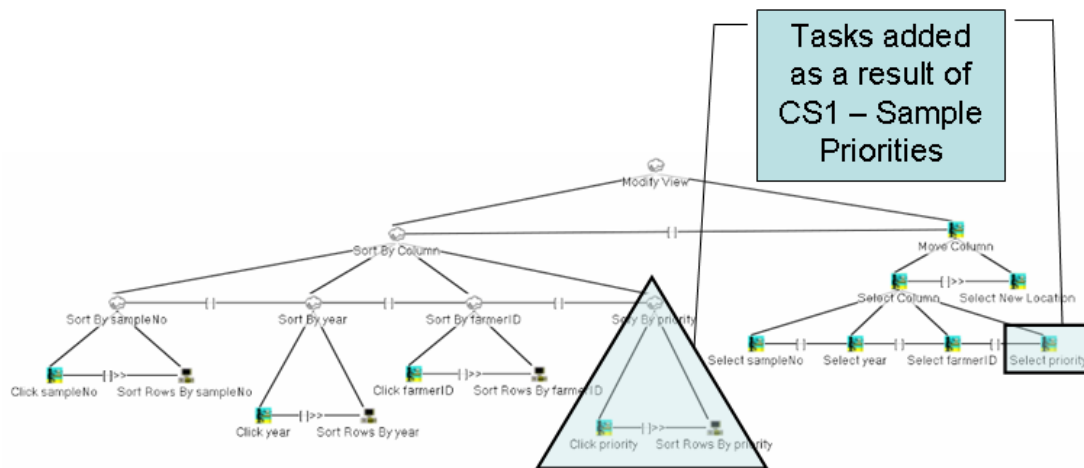 Tasks added
as a result of
CS1 – Sample
Priorities
Modify View
[]
Sort By Column
Move Column
[]>>
Select Column
Select New Location
[]
[]
[]
Sort By sampleNo
Sort By year
Sort By farmerID
Sory By priority
[]
[]
[]
Select sampleNo
Select year
Select farmerID
Select priority
[]>>
[]>>
Click sampleNo
Sort Rows By sampleNo
Click farmerID
Sort Rows By farmerID
[]>>
[]>>
Click year
Sort Rows By year
Click priority
Sort Rows By priority